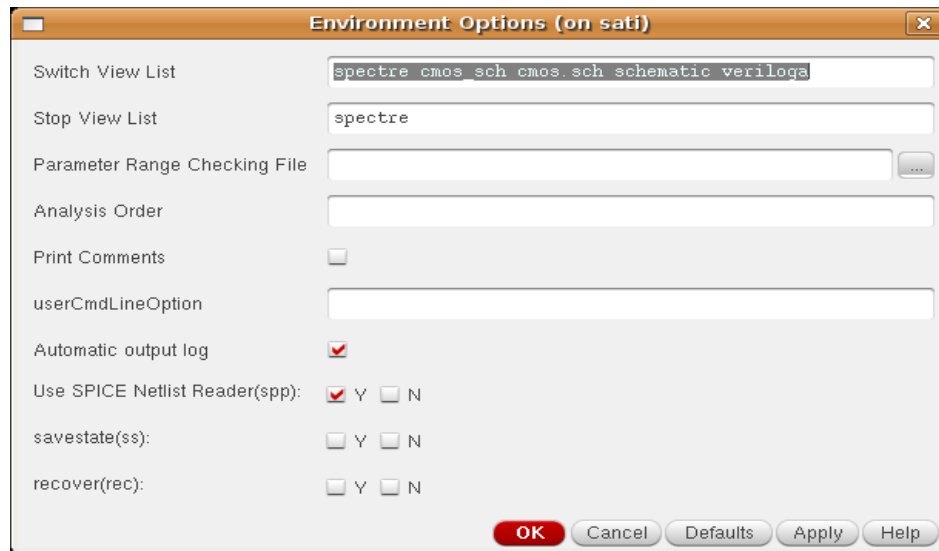 Environment Options (on sati)
Switch View List spectre cmos_sch cmos.sch schematic veriloga
Stop View List spectre
Parameter Range Checking File ...
Analysis Order
Print Comments
userCmdLineOption
Automatic output log
Use SPICE Netlist Reader(spp): Y N
savestate(ss): Y N
recover(rec): Y N
OK Cancel Defaults Apply Help